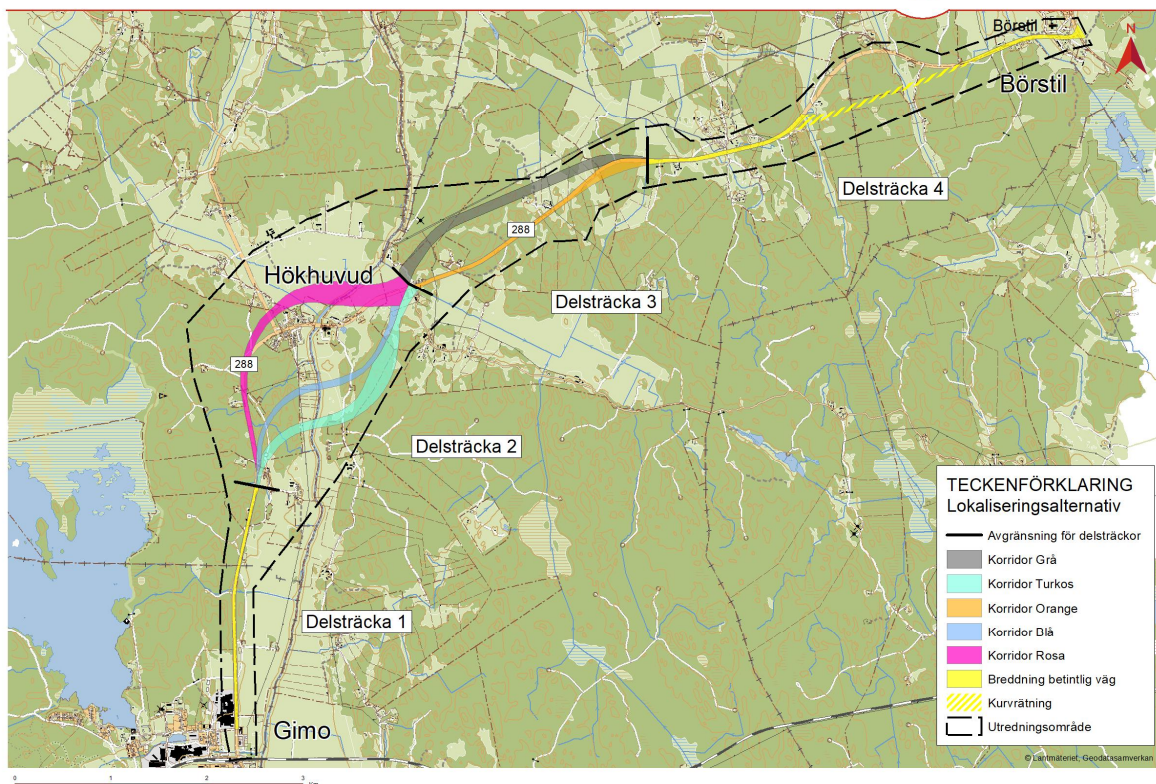 Börstil
N
Börstil
Delsträcka 4
288
Hökhuvud
Delsträcka 3
288
Delsträcka 2
Delsträcka 1
Gimo
TECKENFÖRKLARING
Lokaliseringsalternativ
Avgränsning för delsträckor
Korridor Grå
Korridor Turkos
Korridor Orange
Korridor Blå
Korridor Rosa
Breddning betintlig väg
Kurvrätning
Utredningsområde
© Lantmäteriet, Geodatasamverkan
0 1 2 3
Km